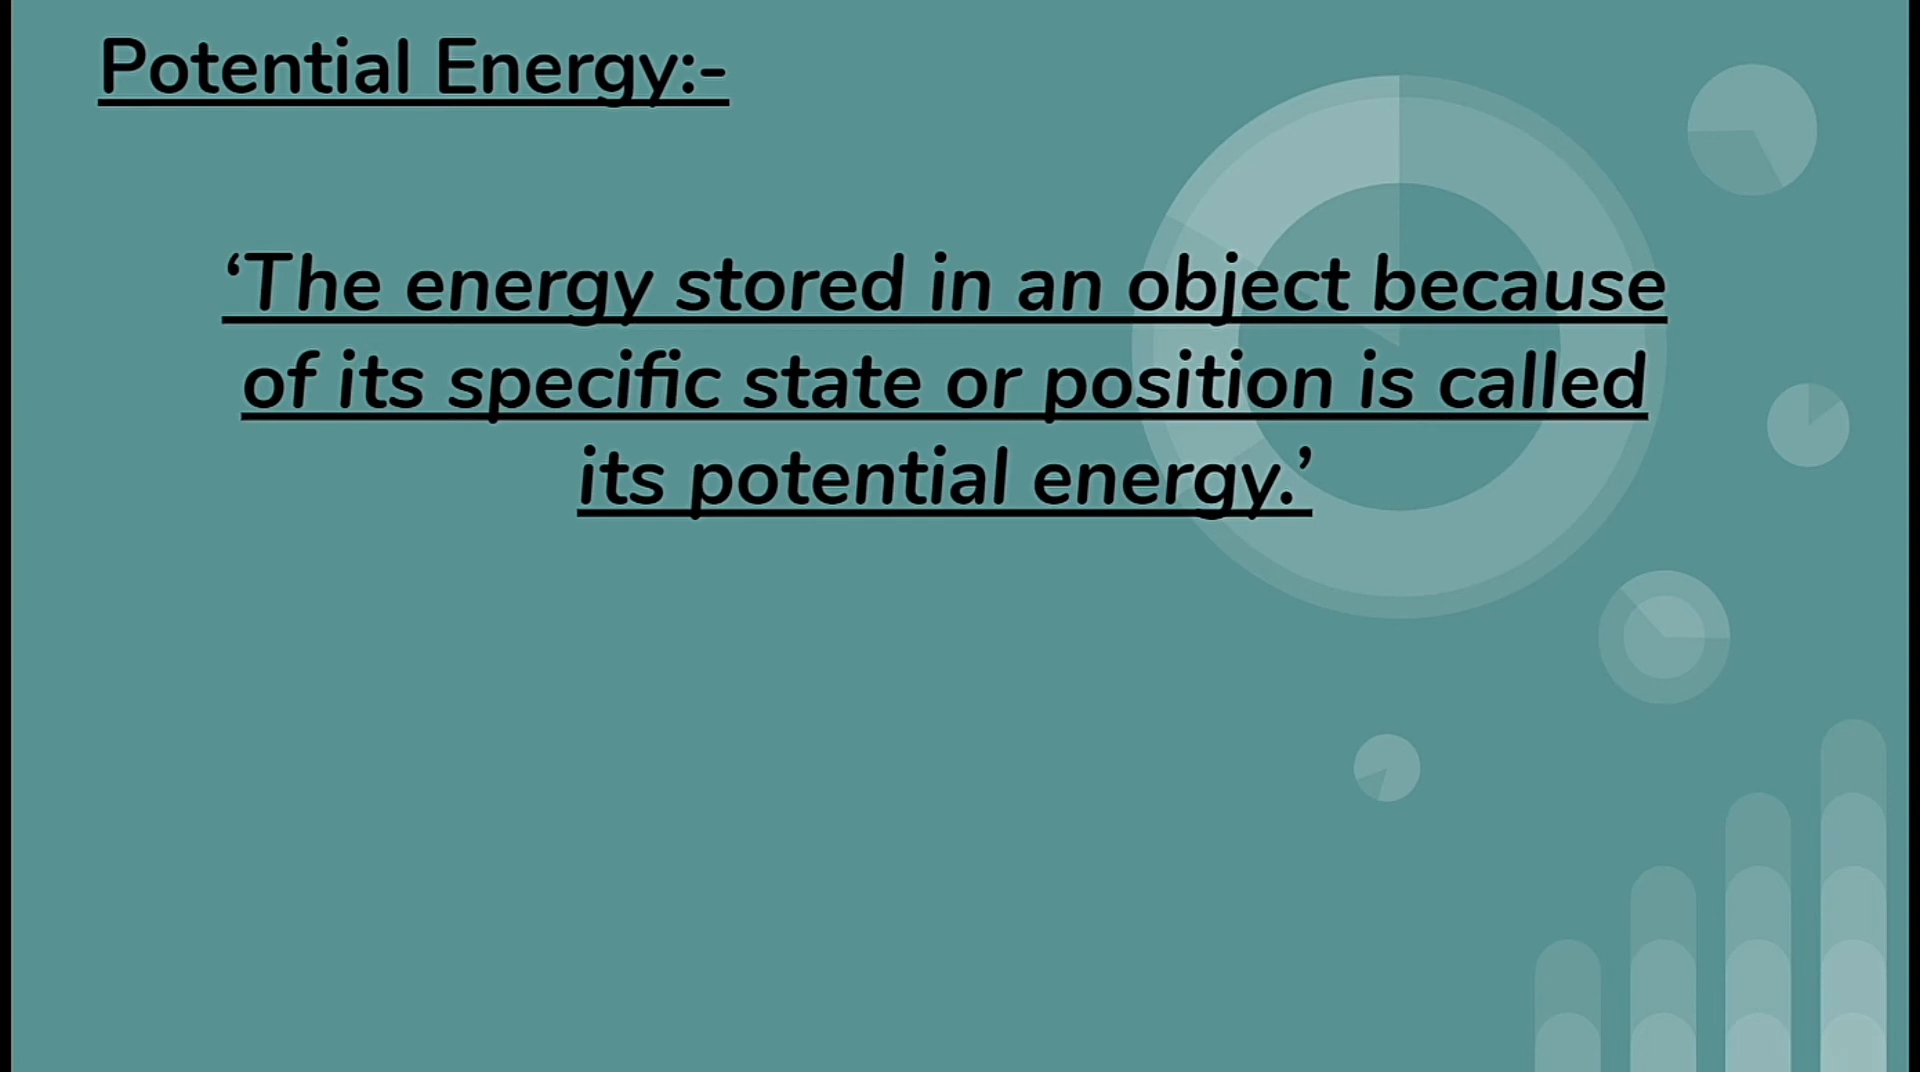 Potential Energy:-
‘The energy stored in an object because
of its specific state or position is called
its potential energy.’